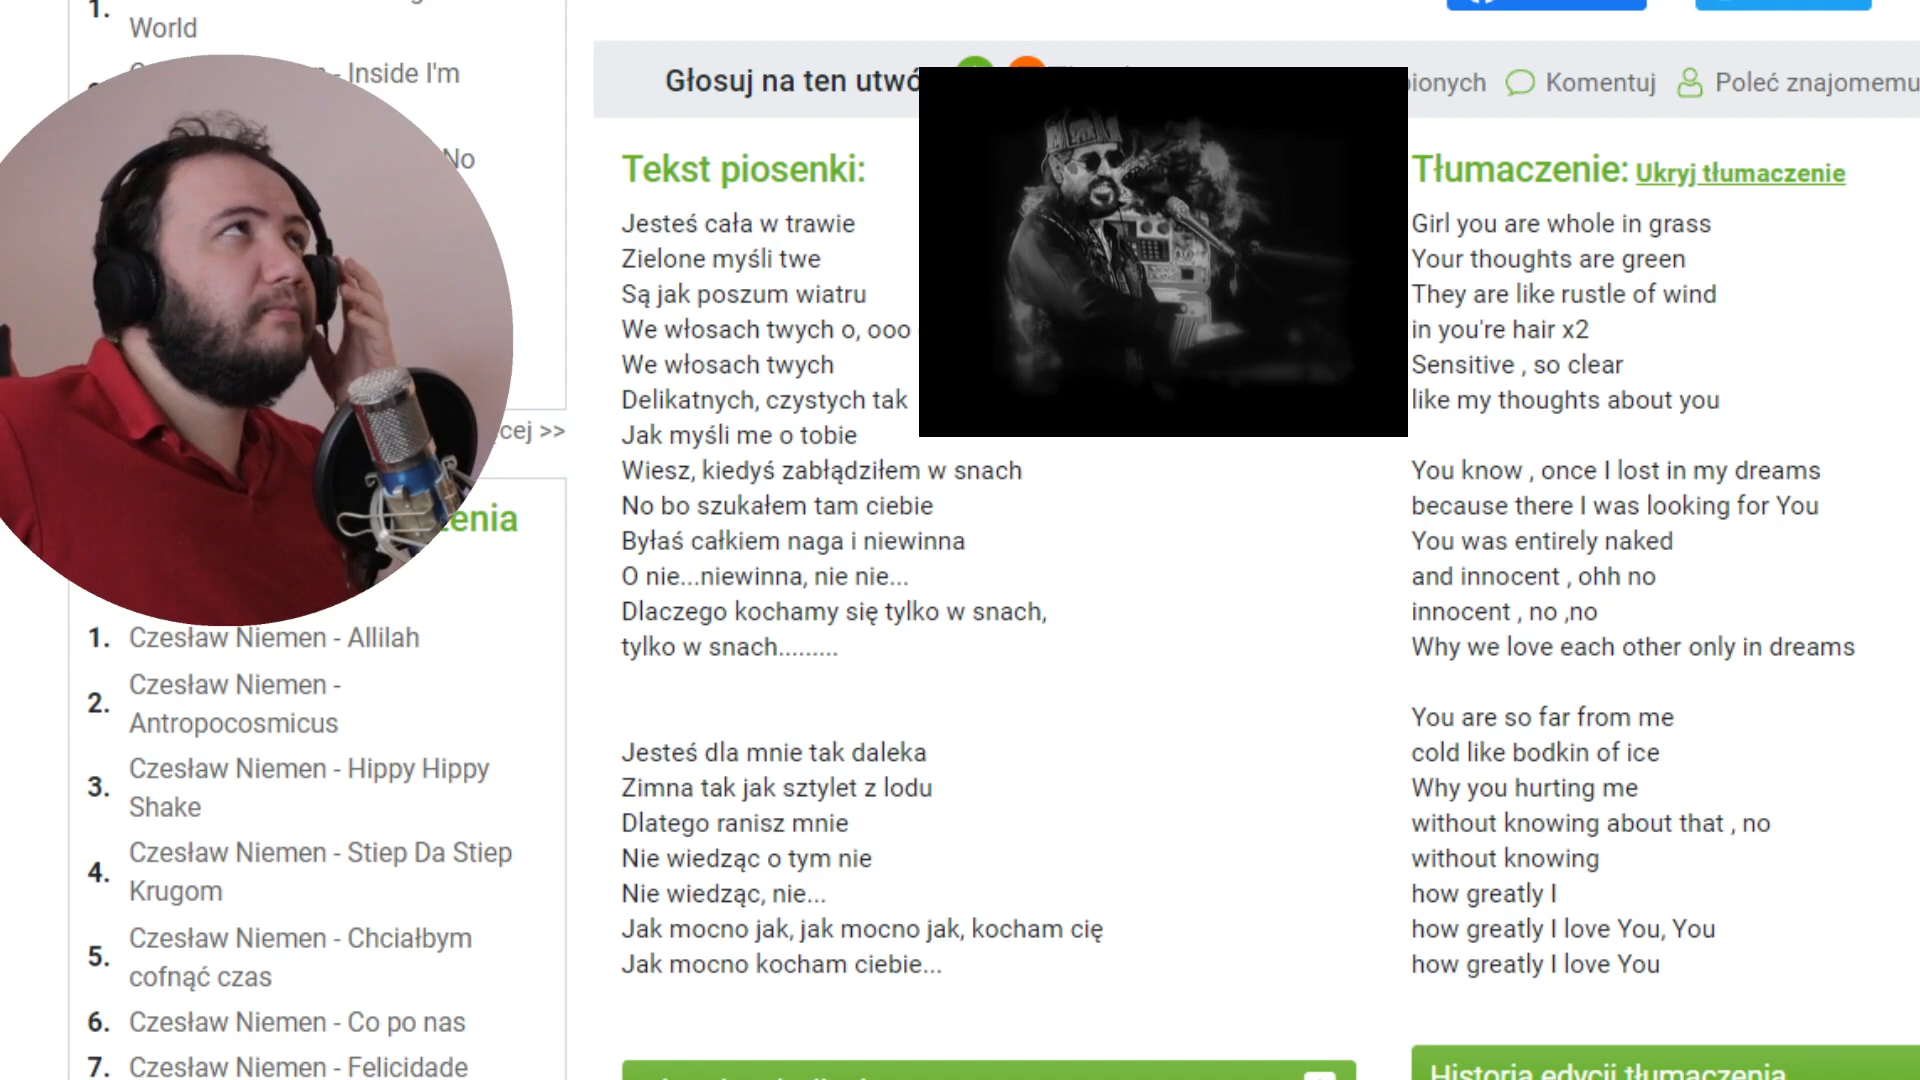 1.
World
- Inside I'm
No
cej >>
enia
1. Czesław Niemen - Allilah
2. Czesław Niemen -
Antropocosmicus
3. Czesław Niemen - Hippy Hippy
Shake
4. Czesław Niemen - Stiep Da Stiep
Krugom
5. Czesław Niemen - Chciałbym
cofnąć czas
6. Czesław Niemen - Co po nas
7. Czesław Niemen - Felicidade
Głosuj na ten utwó
ionych Komentuj Poleć znajomemu
Tekst piosenki:
Jesteś cała w trawie
Zielone myśli twe
Są jak poszum wiatru
We włosach twych o, ooo
We włosach twych
Delikatnych, czystych tak
Jak myśli me o tobie
Wiesz, kiedyś zabłądziłem w snach
No bo szukałem tam ciebie
Byłaś całkiem naga i niewinna
O nie...niewinna, nie nie...
Dlaczego kochamy się tylko w snach,
tylko w snach.........
Jesteś dla mnie tak daleka
Zimna tak jak sztylet z lodu
Dlatego ranisz mnie
Nie wiedząc o tym nie
Nie wiedząc, nie...
Jak mocno jak, jak mocno jak, kocham cię
Jak mocno kocham ciebie...
Tłumaczenie: Ukryj tłumaczenie
Girl you are whole in grass
Your thoughts are green
They are like rustle of wind
in you're hair x2
Sensitive , so clear
like my thoughts about you
You know , once I lost in my dreams
because there I was looking for You
You was entirely naked
and innocent , ohh no
innocent , no ,no
Why we love each other only in dreams
You are so far from me
cold like bodkin of ice
Why you hurting me
without knowing about that , no
without knowing
how greatly I
how greatly I love You, You
how greatly I love You
Historia edycji tłumaczenia